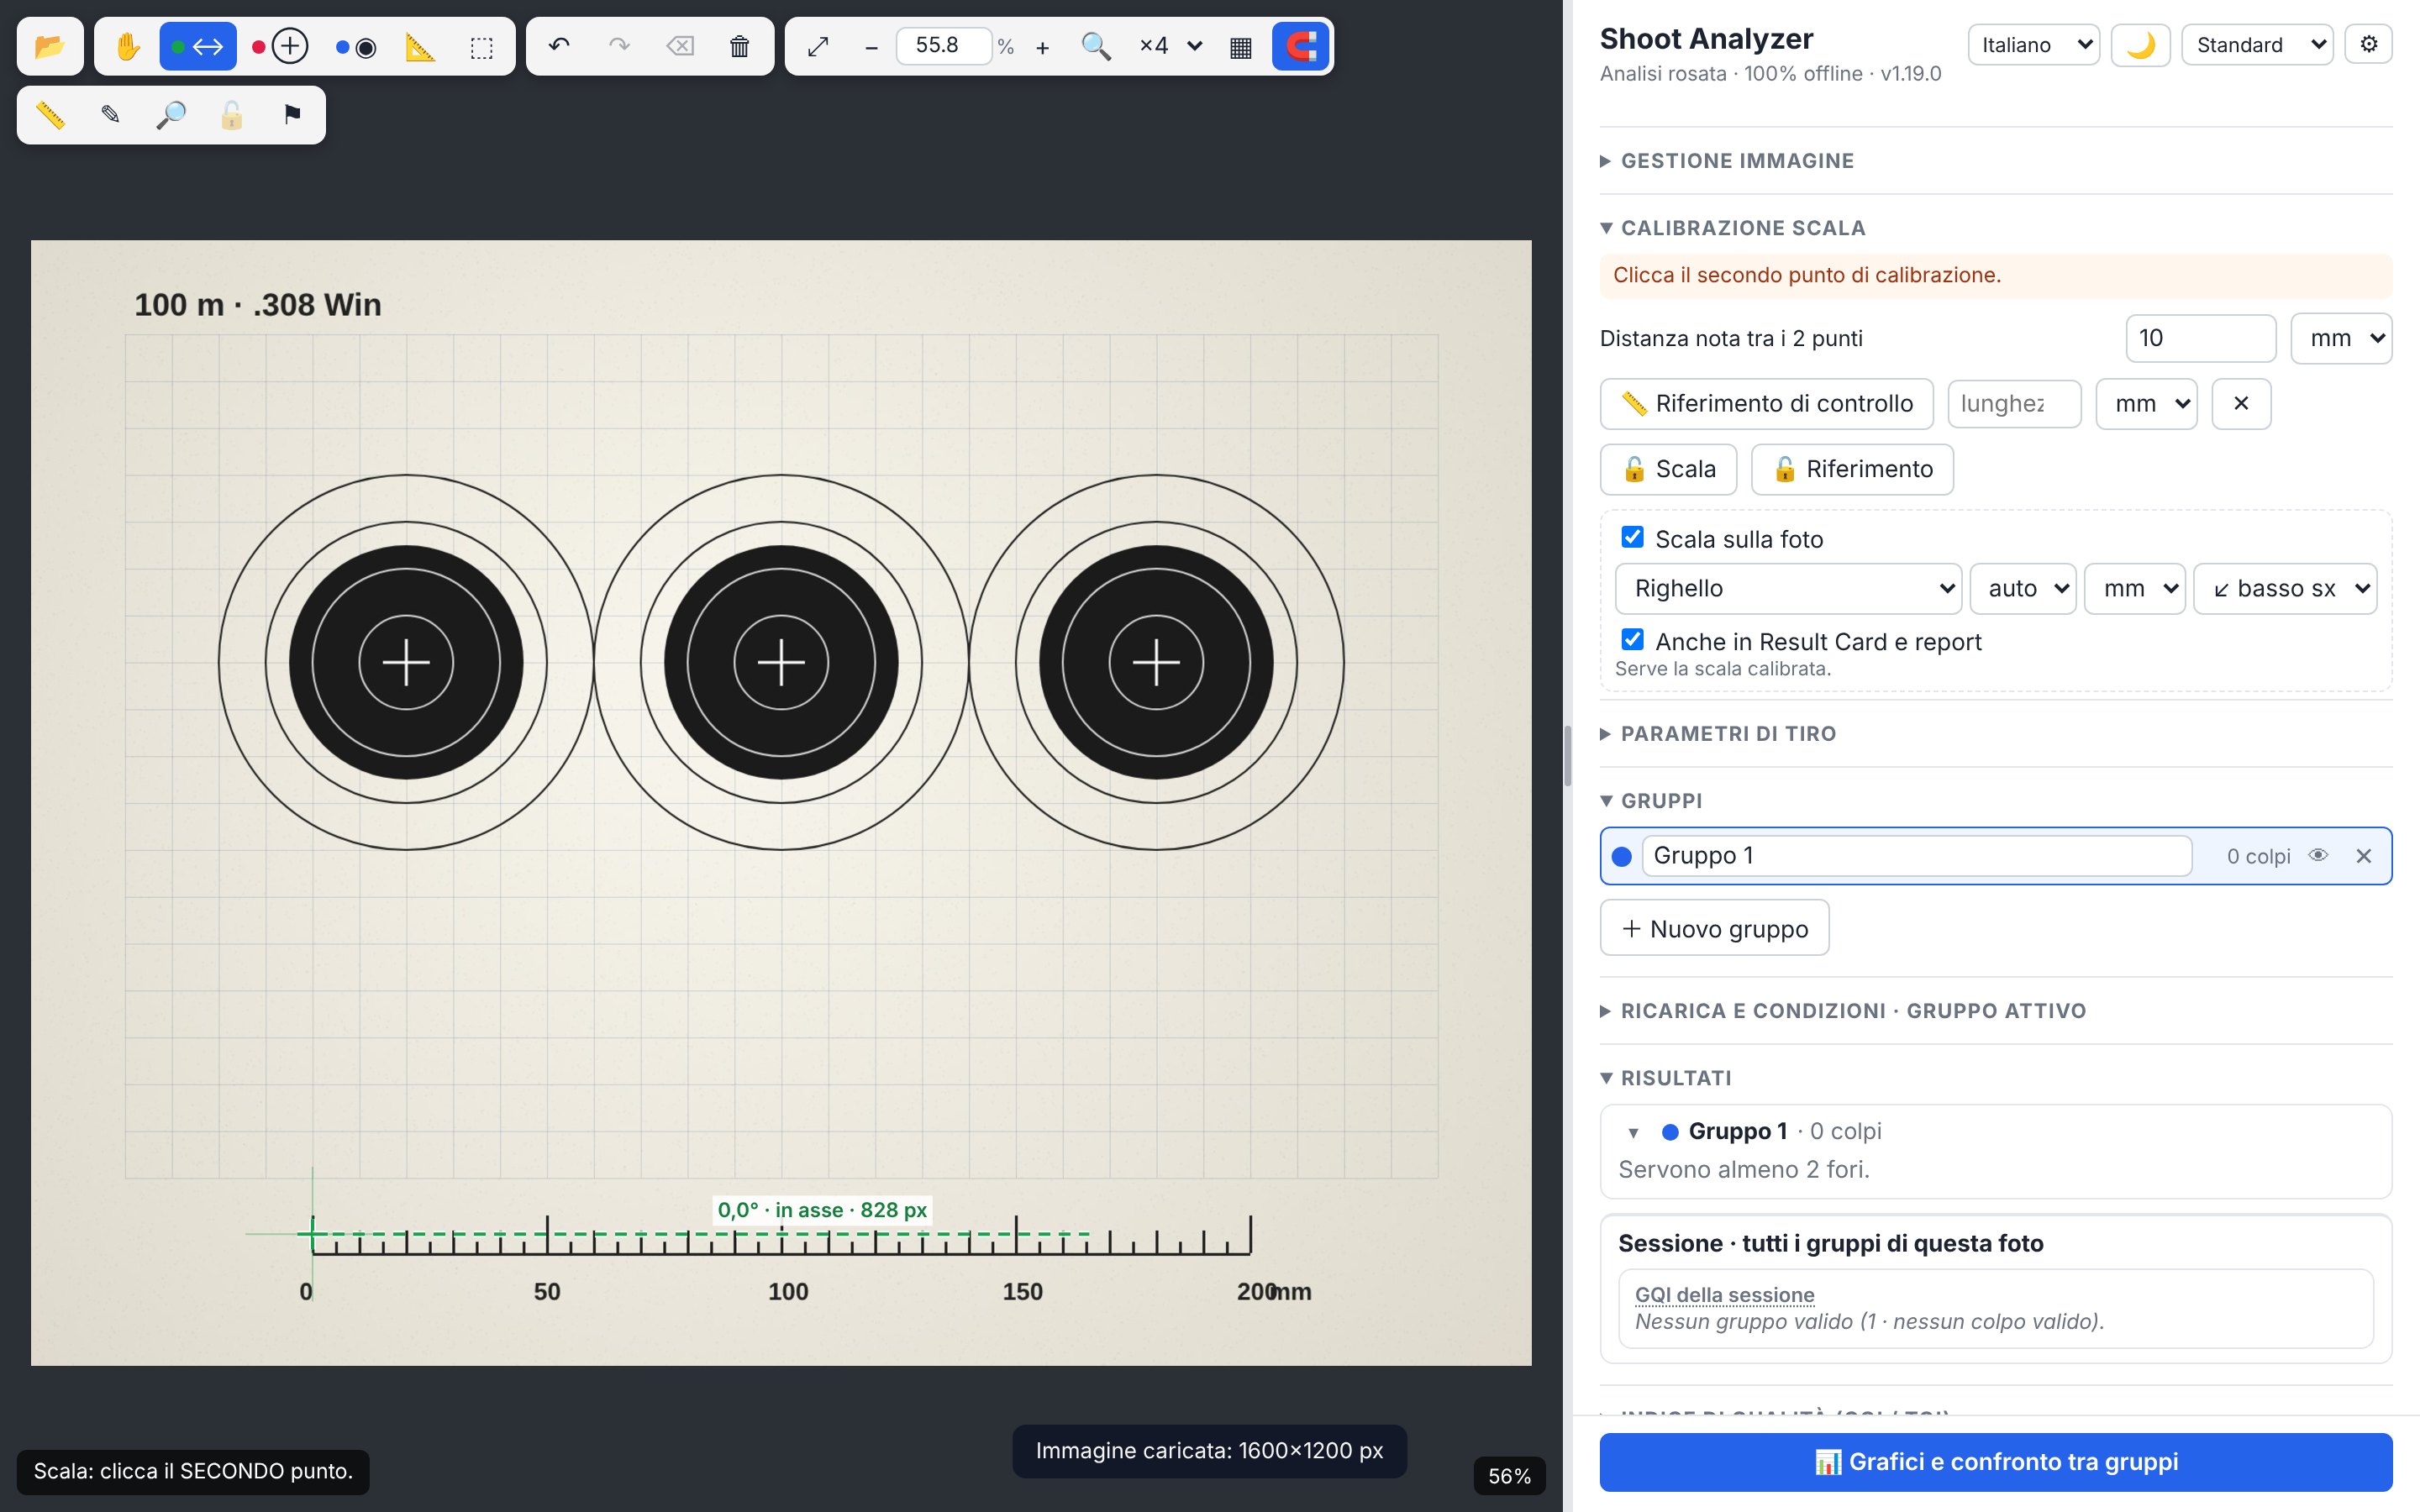 55.8 %
×4
Shoot Analyzer
Analisi rosata · 100% offline · v1.19.0
Italiano
Standard
GESTIONE IMMAGINE
CALIBRAZIONE SCALA
Clicca il secondo punto di calibrazione.
Distanza nota tra i 2 punti 10 mm
Riferimento di controllo lunghez mm ✕
Scala Riferimento
Scala sulla foto
Righello auto mm ↙ basso sx
Anche in Result Card e report
Serve la scala calibrata.
PARAMETRI DI TIRO
GRUPPI
Gruppo 1 0 colpi ✕
+ Nuovo gruppo
RICARICA E CONDIZIONI · GRUPPO ATTIVO
RISULTATI
Gruppo 1 · 0 colpi
Servono almeno 2 fori.
Sessione · tutti i gruppi di questa foto
GQI della sessione
Nessun gruppo valido (1 · nessun colpo valido).
Grafici e confronto tra gruppi
100 m · .308 Win
0,0° · in asse · 828 px
0 50 100 150 200mm
Immagine caricata: 1600×1200 px
Scala: clicca il SECONDO punto.
56%